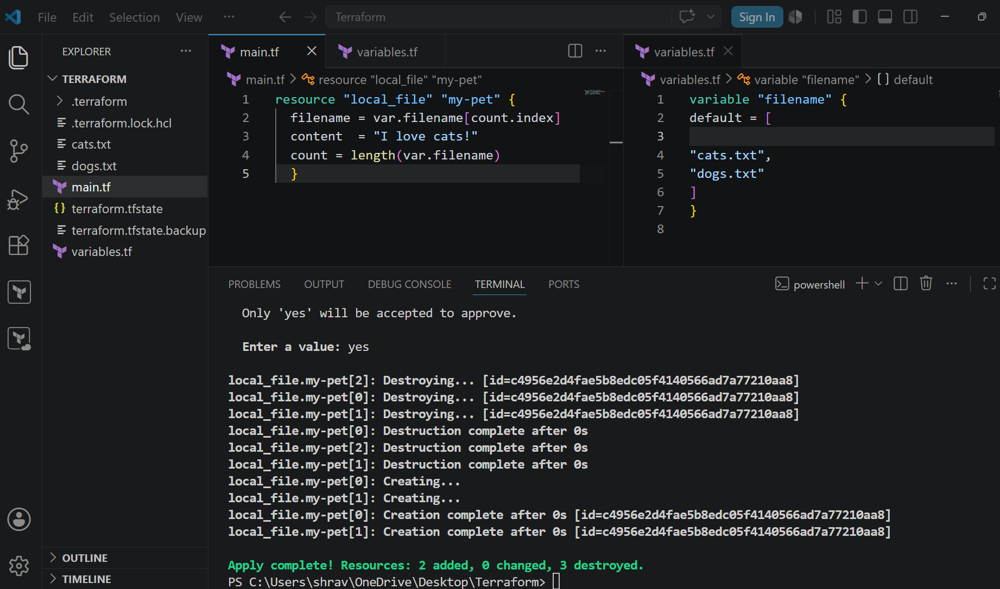 File Edit Selection View ··· Terraform Sign In
EXPLORER ···
TERRAFORM
.terraform
.terraform.lock.hcl
cats.txt
dogs.txt
main.tf
{} terraform.tfstate
terraform.tfstate.backup
variables.tf
OUTLINE
TIMELINE
main.tf variables.tf ···
main.tf > resource "local_file" "my-pet"
1 resource "local_file" "my-pet" {
2 filename = var.filename[count.index]
3 content  = "I love cats!"
4 count = length(var.filename)
5 }
variables.tf
variables.tf > variable "filename" > [ ] default
1 variable "filename" {
2 default = [
3
4 "cats.txt",
5 "dogs.txt"
6 ]
7 }
8
PROBLEMS OUTPUT DEBUG CONSOLE TERMINAL PORTS powershell ···
Only 'yes' will be accepted to approve.
Enter a value: yes
local_file.my-pet[2]: Destroying... [id=c4956e2d4fae5b8edc05f4140566ad7a77210aa8]
local_file.my-pet[0]: Destroying... [id=c4956e2d4fae5b8edc05f4140566ad7a77210aa8]
local_file.my-pet[1]: Destroying... [id=c4956e2d4fae5b8edc05f4140566ad7a77210aa8]
local_file.my-pet[0]: Destruction complete after 0s
local_file.my-pet[2]: Destruction complete after 0s
local_file.my-pet[1]: Destruction complete after 0s
local_file.my-pet[0]: Creating...
local_file.my-pet[1]: Creating...
local_file.my-pet[0]: Creation complete after 0s [id=c4956e2d4fae5b8edc05f4140566ad7a77210aa8]
local_file.my-pet[1]: Creation complete after 0s [id=c4956e2d4fae5b8edc05f4140566ad7a77210aa8]
Apply complete! Resources: 2 added, 0 changed, 3 destroyed.
PS C:\Users\shrav\OneDrive\Desktop\Terraform>